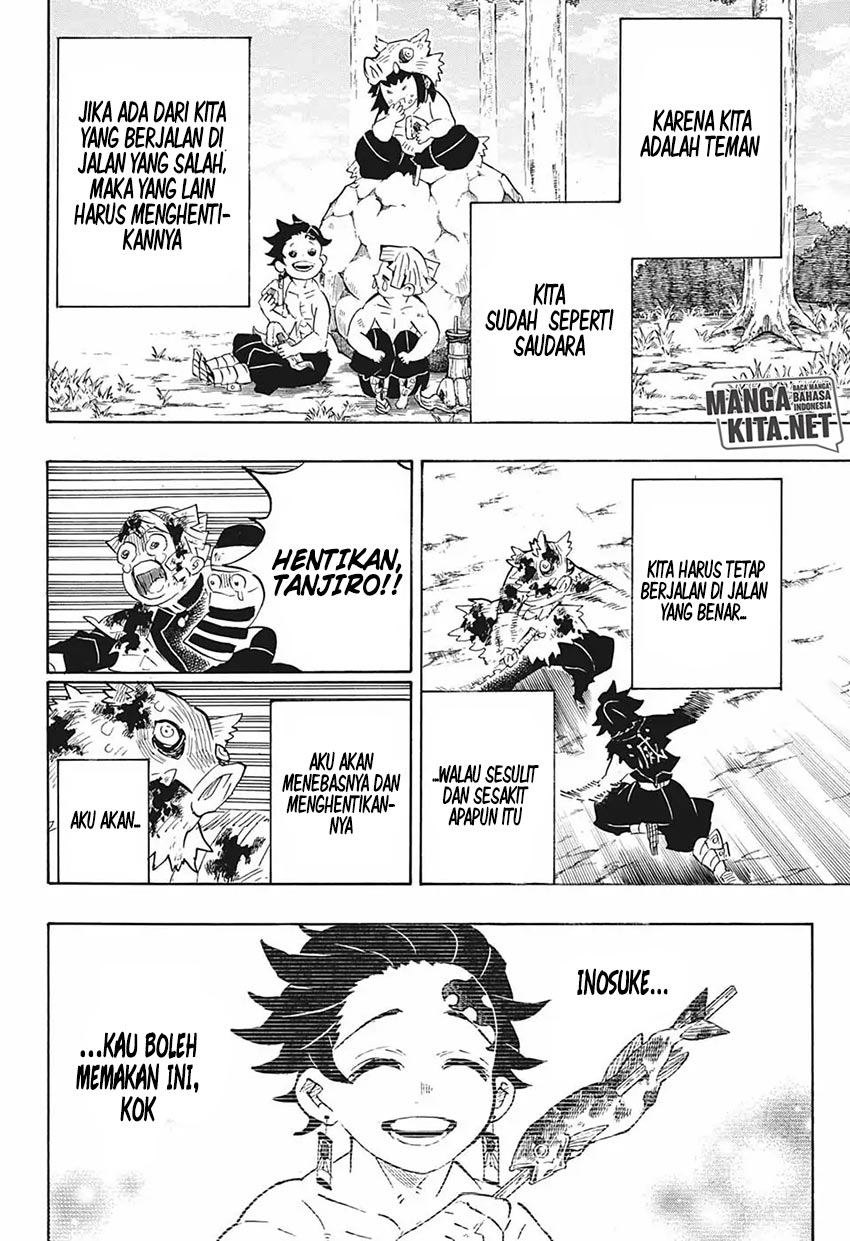 KARENA KITA
ADALAH TEMAN
KITA
SUDAH SEPERTI
SAUDARA
JIKA ADA DARI KITA
YANG BERJALAN DI
JALAN YANG SALAH,
MAKA YANG LAIN
HARUS MENGHENTI-
KANNYA
MANGA
KITA.NET
BACA MANGA
BAHASA
INDONESIA
KITA HARUS TETAP
BERJALAN DI JALAN
YANG BENAR...
...WALAU SESULIT
DAN SESAKIT
APAPUN ITU
HENTIKAN,
TANJIRO!!
AKU AKAN
MENEBASNYA DAN
MENGHENTIKAN-
NYA
AKU AKAN...
INOSUKE...
...KAU BOLEH
MEMAKAN INI,
KOK